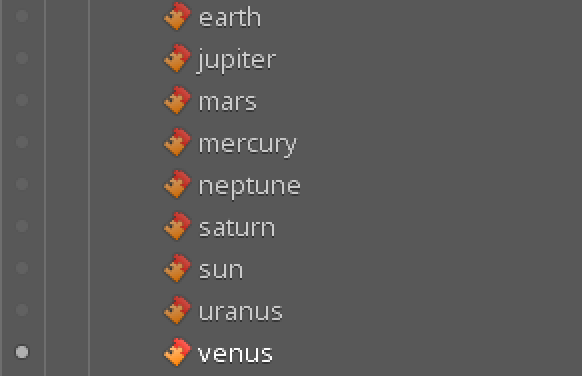 earth
jupiter
mars
mercury
neptune
saturn
sun
uranus
venus